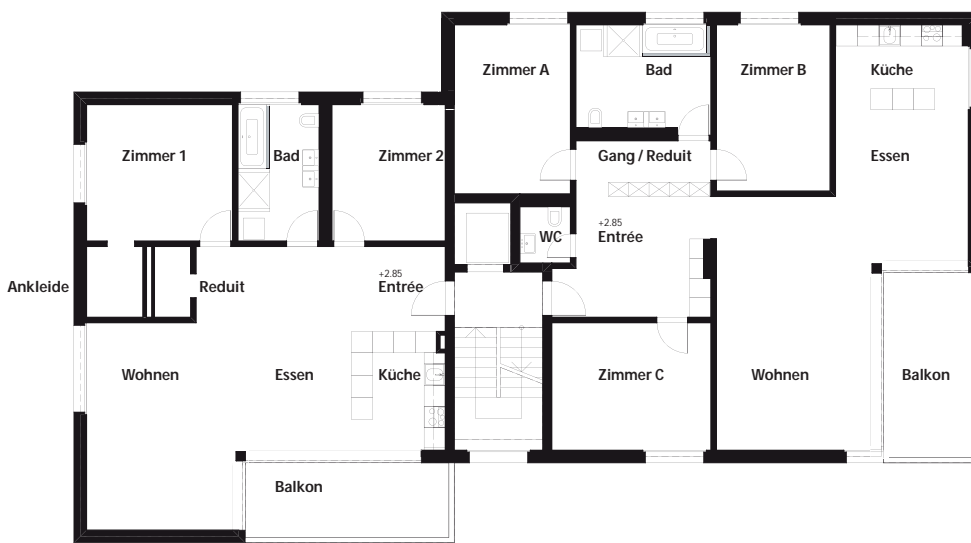 Zimmer A
Bad
Zimmer B
Küche
Zimmer 1
Bad
Zimmer 2
Gang / Reduit
Essen
+2.85
WC
Entrée
+2.85
Ankleide
Reduit
Entrée
Wohnen
Essen
Küche
Zimmer C
Wohnen
Balkon
Balkon